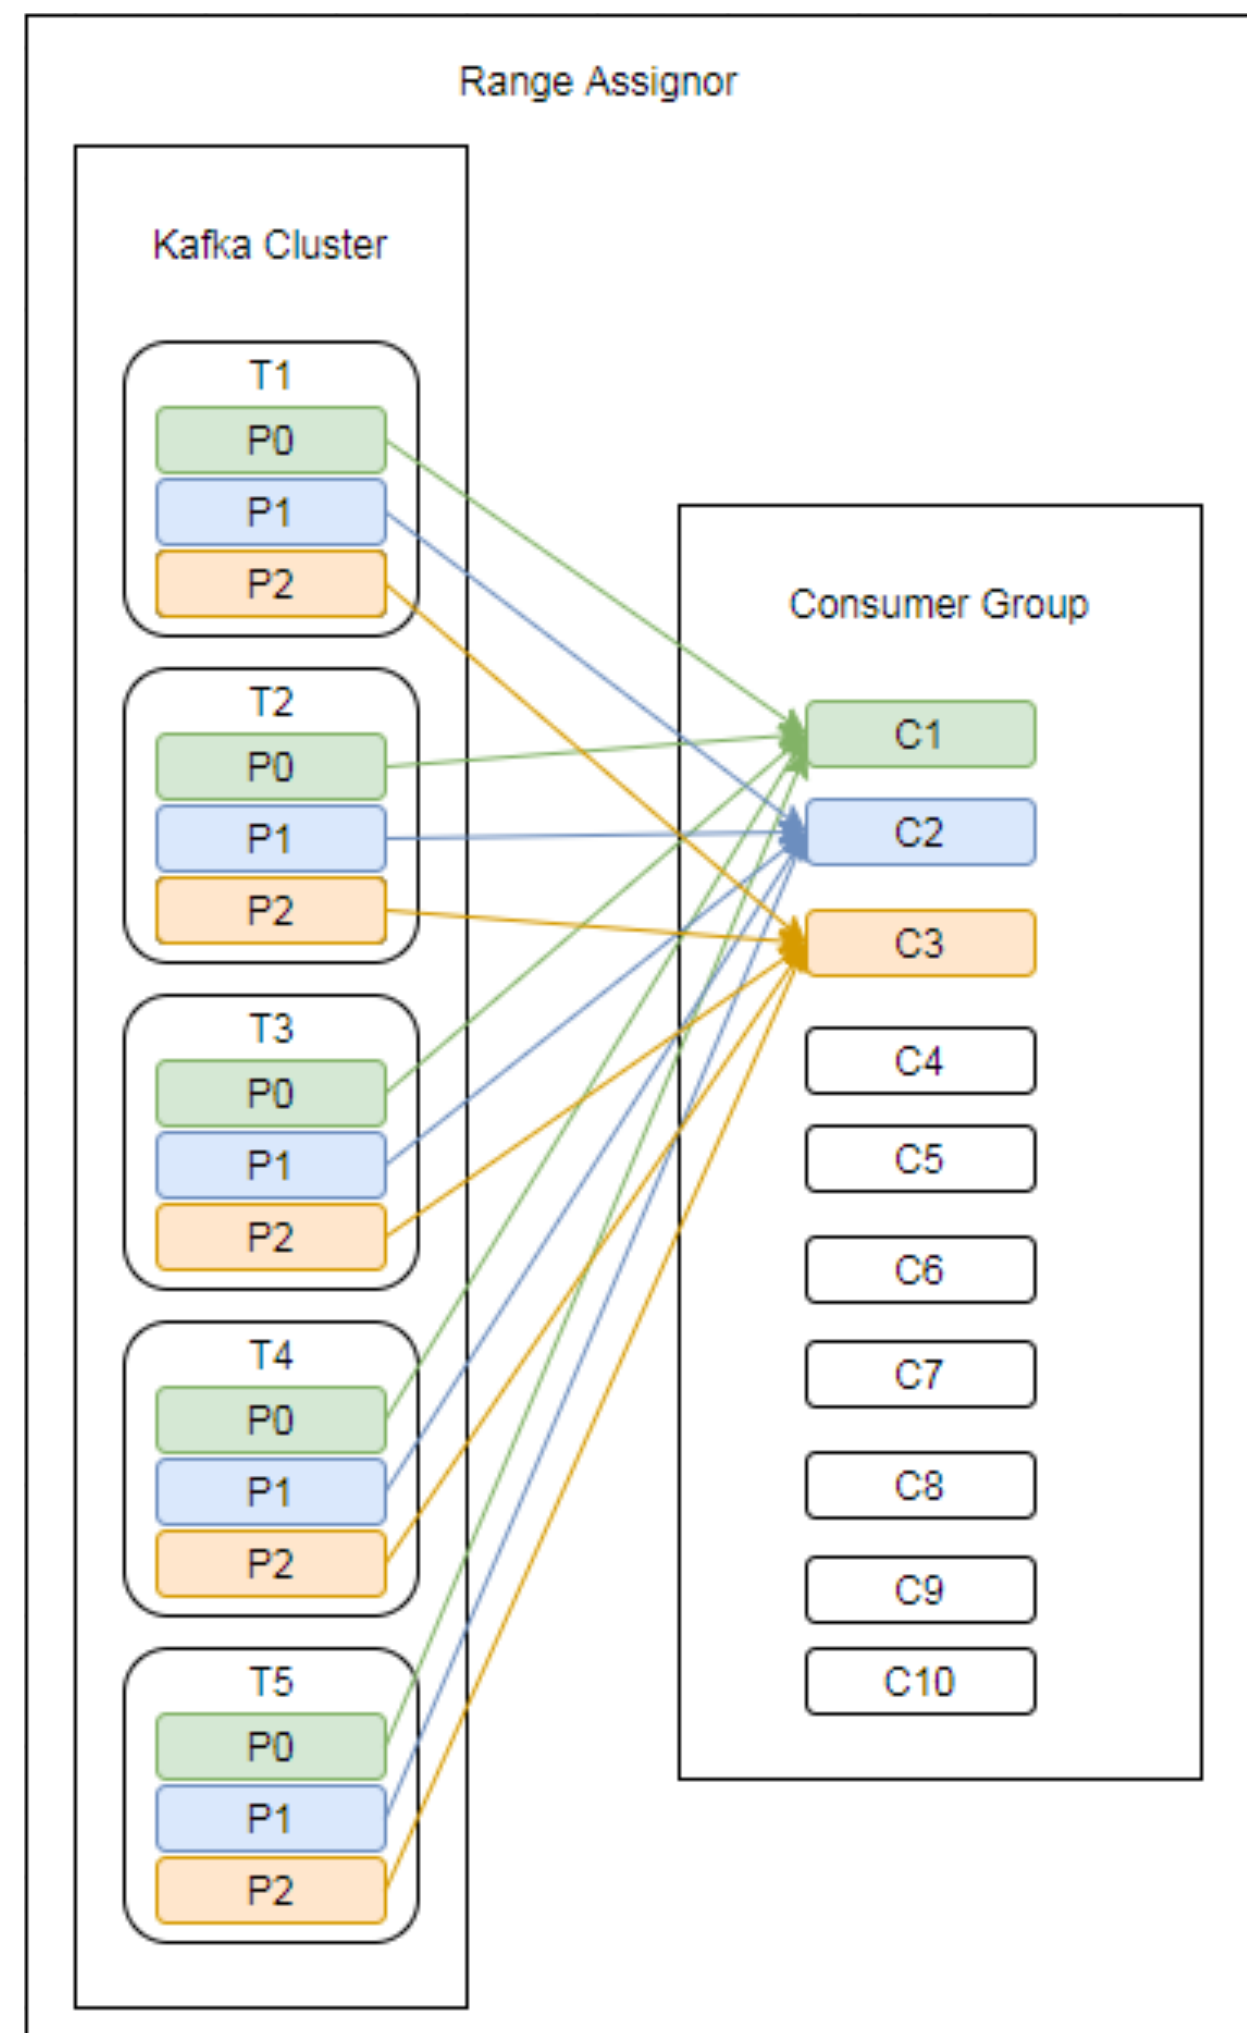 Range Assignor
Kafka Cluster
T1
P0
P1
P2
T2
P0
P1
P2
T3
P0
P1
P2
T4
P0
P1
P2
T5
P0
P1
P2
Consumer Group
C1
C2
C3
C4
C5
C6
C7
C8
C9
C10